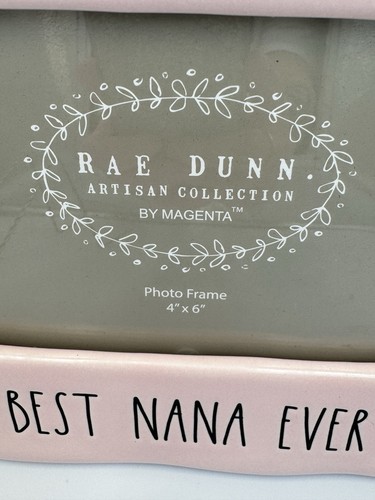 RAE DUNN.
ARTISAN COLLECTION
BY MAGENTA™
Photo Frame
4" x 6"
BEST NANA EVER